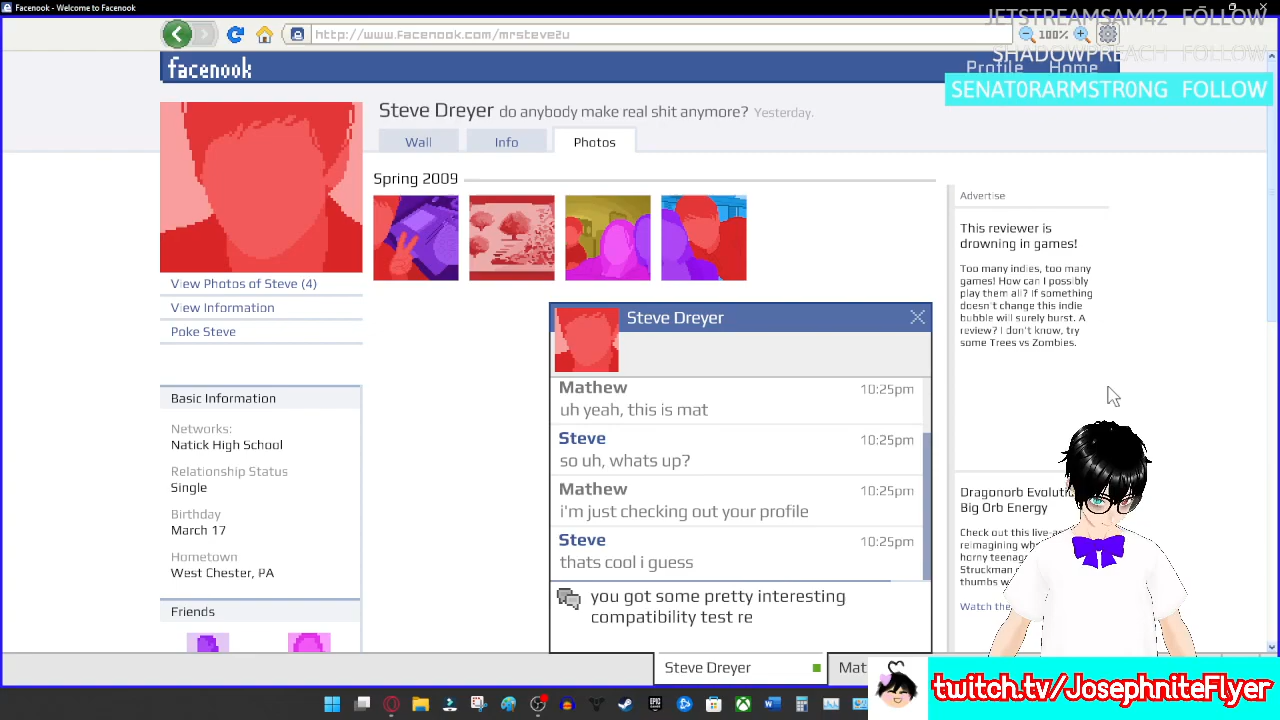 Facenook - Welcome to Facenook
JETSTREAMSAM42 FOLLOW
http://www.facenook.com/mrsteve2u
100%
SHADOWPREACH FOLLOW
facenook
Profile Home
SENAT0RARMSTR0NG FOLLOW
Steve Dreyer do anybody make real shit anymore? Yesterday.
Wall
Info
Photos
Spring 2009
View Photos of Steve (4)
View Information
Poke Steve
Basic Information
Networks:
Natick High School
Relationship Status
Single
Birthday
March 17
Hometown
West Chester, PA
Friends
Steve Dreyer
Mathew 10:25pm
uh yeah, this is mat
Steve 10:25pm
so uh, whats up?
Mathew 10:25pm
i'm just checking out your profile
Steve 10:25pm
thats cool i guess
you got some pretty interesting
compatibility test re
Steve Dreyer
Mat
Advertise
This reviewer is
drowning in games!
Too many indies, too many
games! How can I possibly
play them all? If something
doesn't change this indie
bubble will surely burst. A
review? I don't know, try
some Trees vs Zombies.
Dragonorb Evoluti
Big Orb Energy
Check out this live-a
reimagining wh
horny teenage
Struckman
thumbs w
Watch the
twitch.tv/JosephniteFlyer